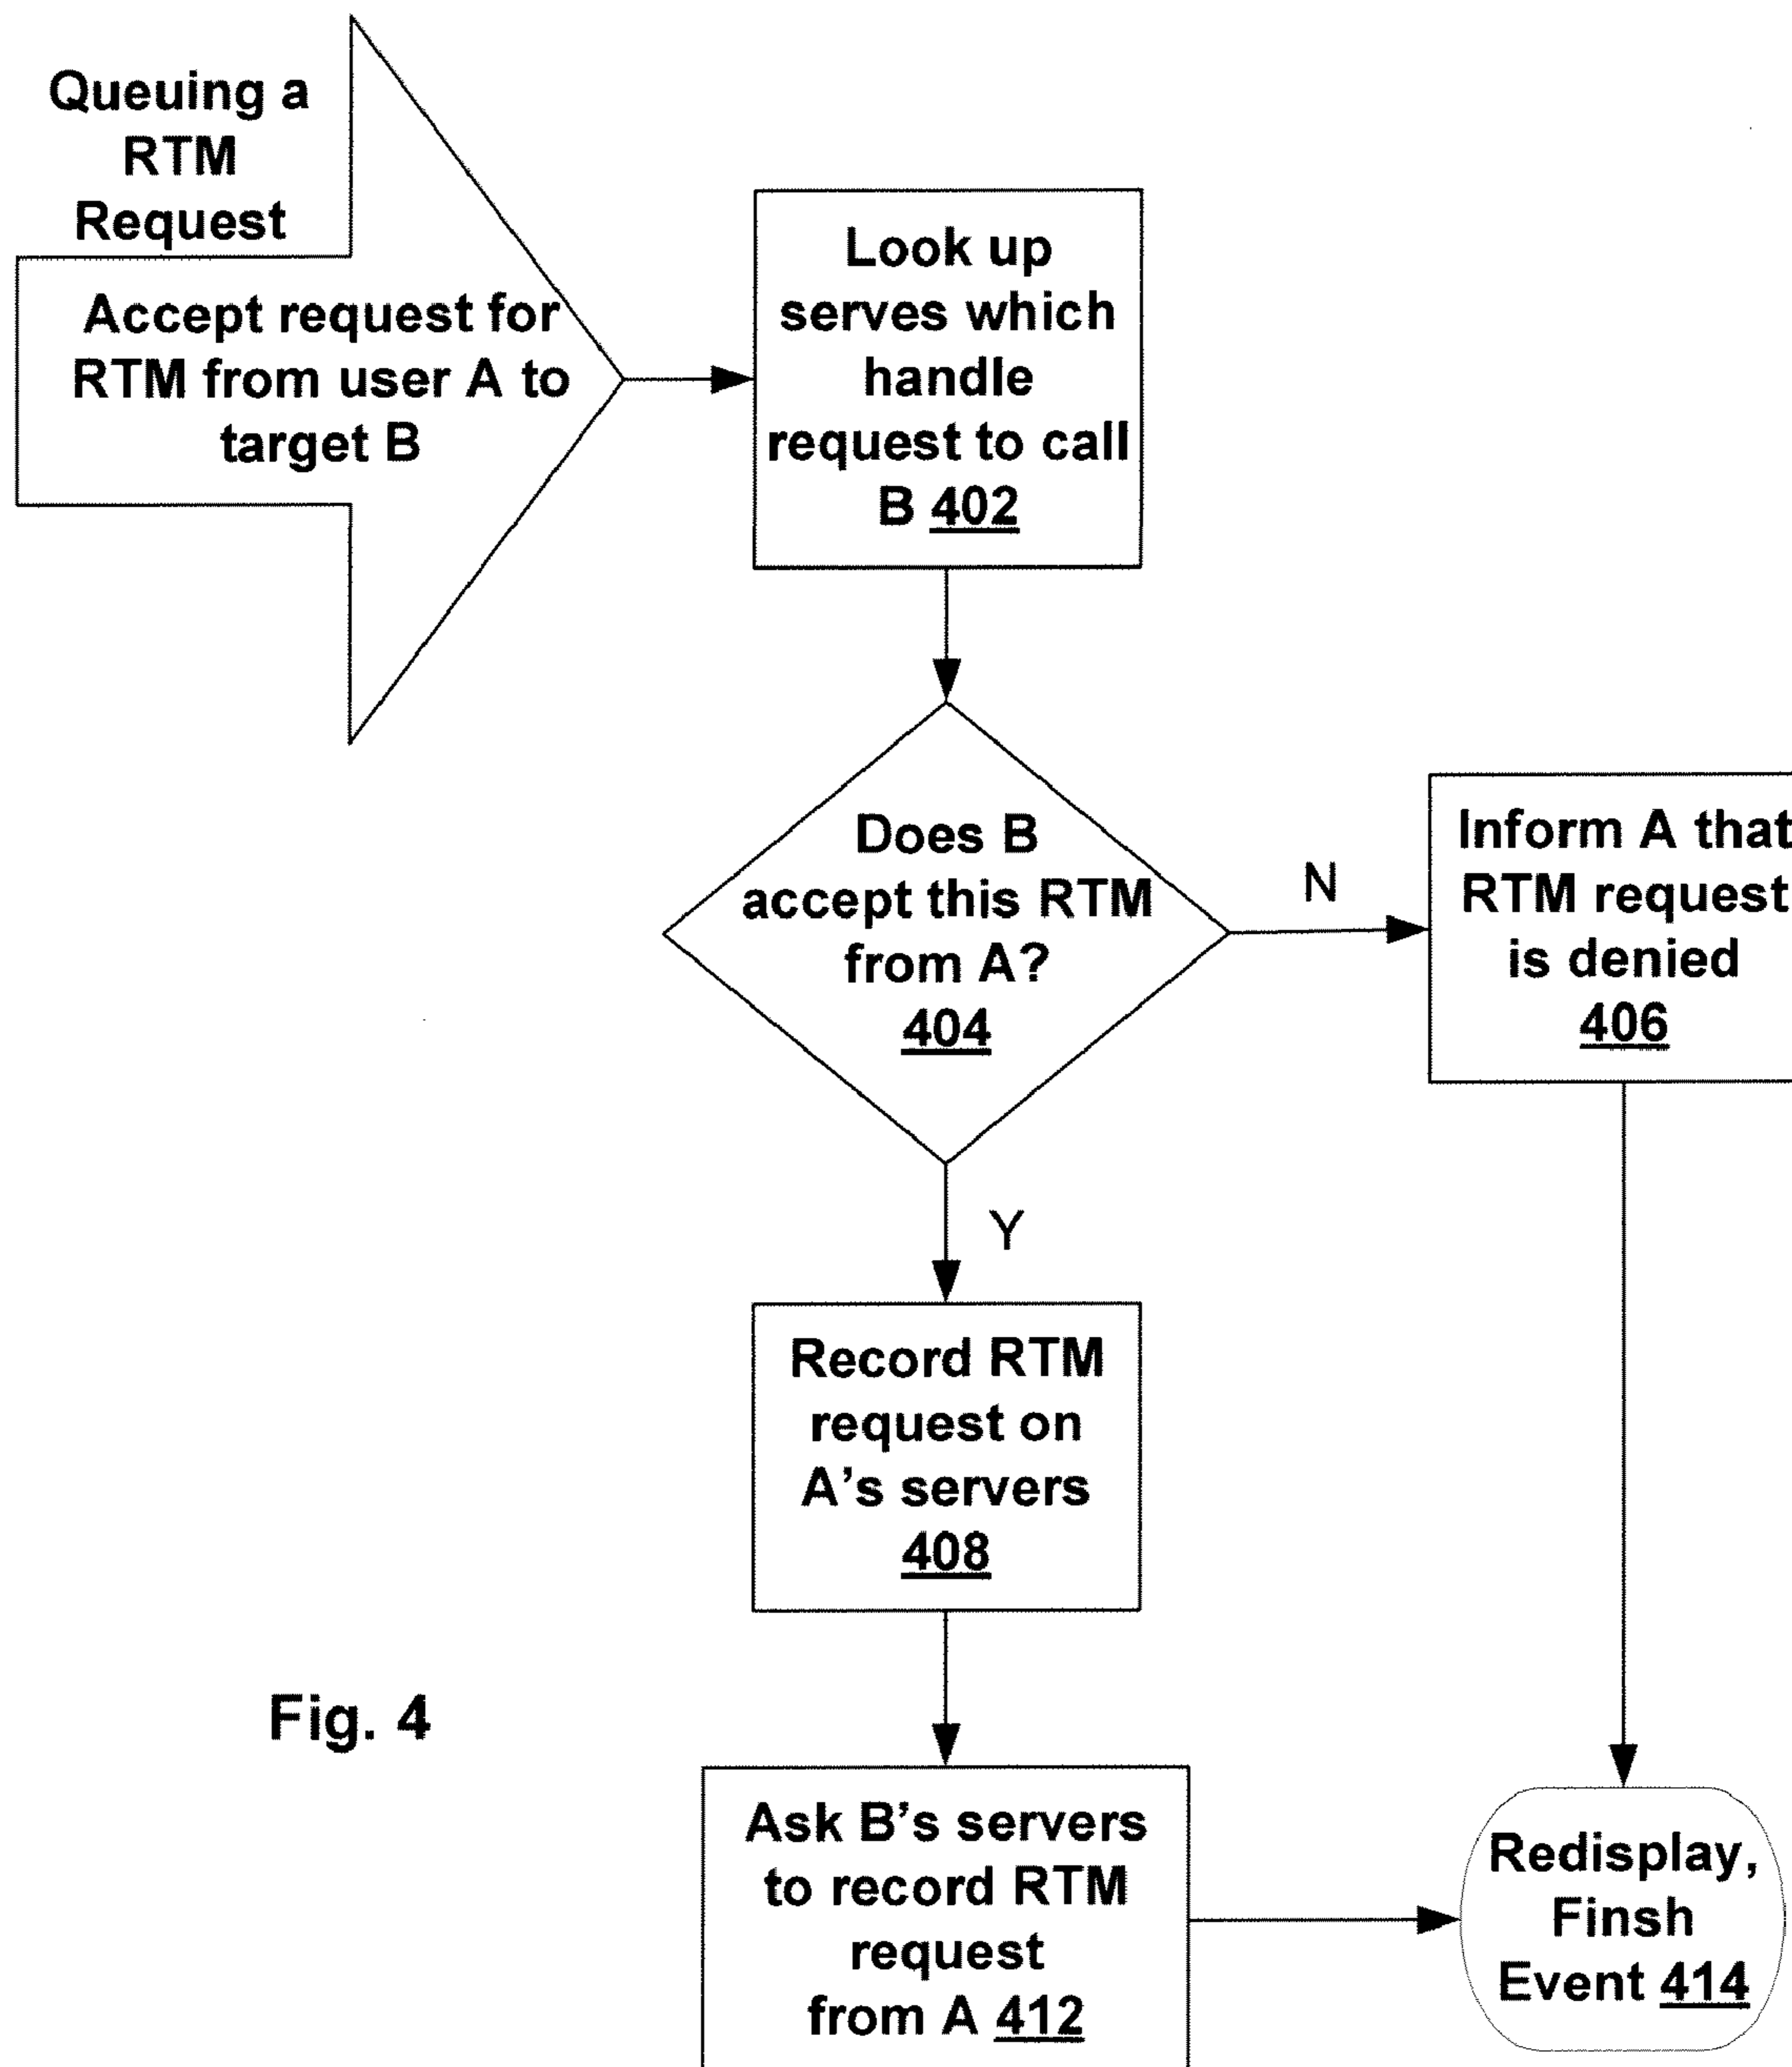 Queuing a
RTM
Request
Accept request for
RTM from user A to
target B
Look up
serves which
handle
request to call
B 402
Does B
accept this RTM
from A?
404
N
Inform A that
RTM request
is denied
406
Y
Record RTM
request on
A's servers
408
Fig. 4
Ask B's servers
to record RTM
request
from A 412
Redisplay,
Finsh
Event 414